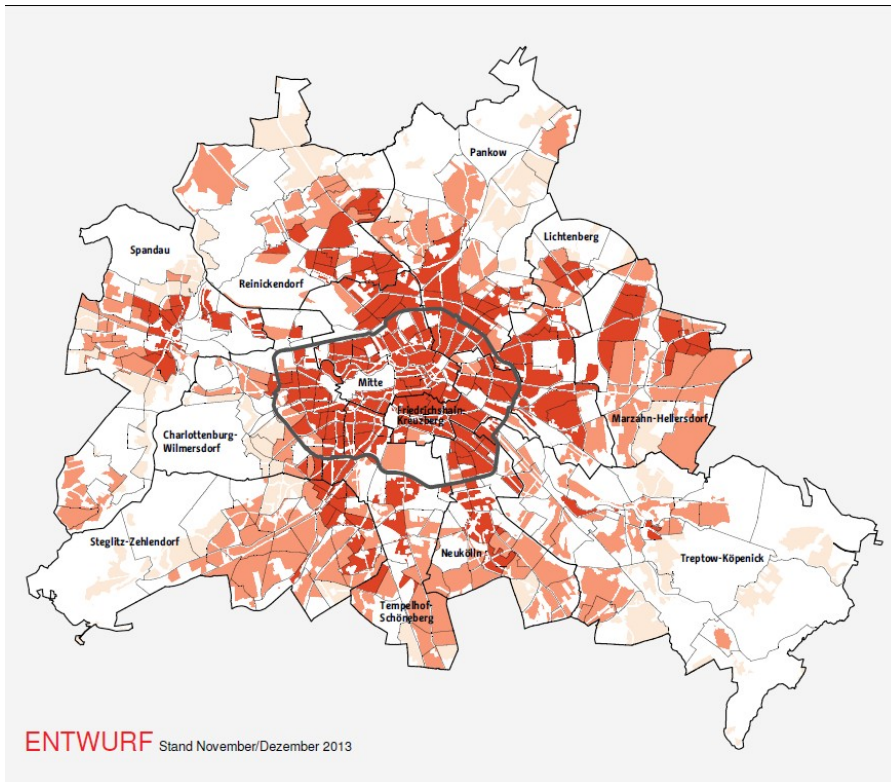 Pankow
Lichtenberg
Spandau
Reinickendorf
Mitte
Friedrichshain-
Kreuzberg
Marzahn-Hellersdorf
Charlottenburg-
Wilmersdorf
Steglitz-Zehlendorf
Neukölln
Treptow-Köpenick
Tempelhof-
Schöneberg
ENTWURF Stand November/Dezember 2013